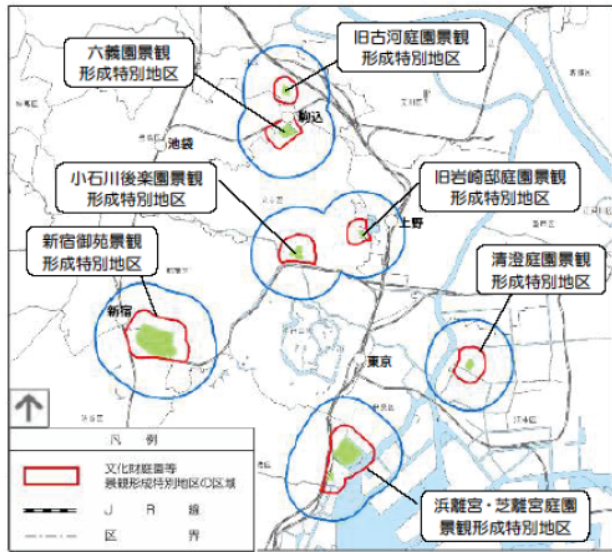 旧古河庭園景観
形成特別地区
六義園景観
形成特別地区
駒込
池袋
小石川後楽園景観
形成特別地区
旧岩崎邸庭園景観
形成特別地区
上野
新宿御苑景観
形成特別地区
清澄庭園景観
形成特別地区
新宿
東京
浜離宮・芝離宮庭園
景観形成特別地区
凡 例
文化財庭園等
景観形成特別地区の区域
J R 線
区 界